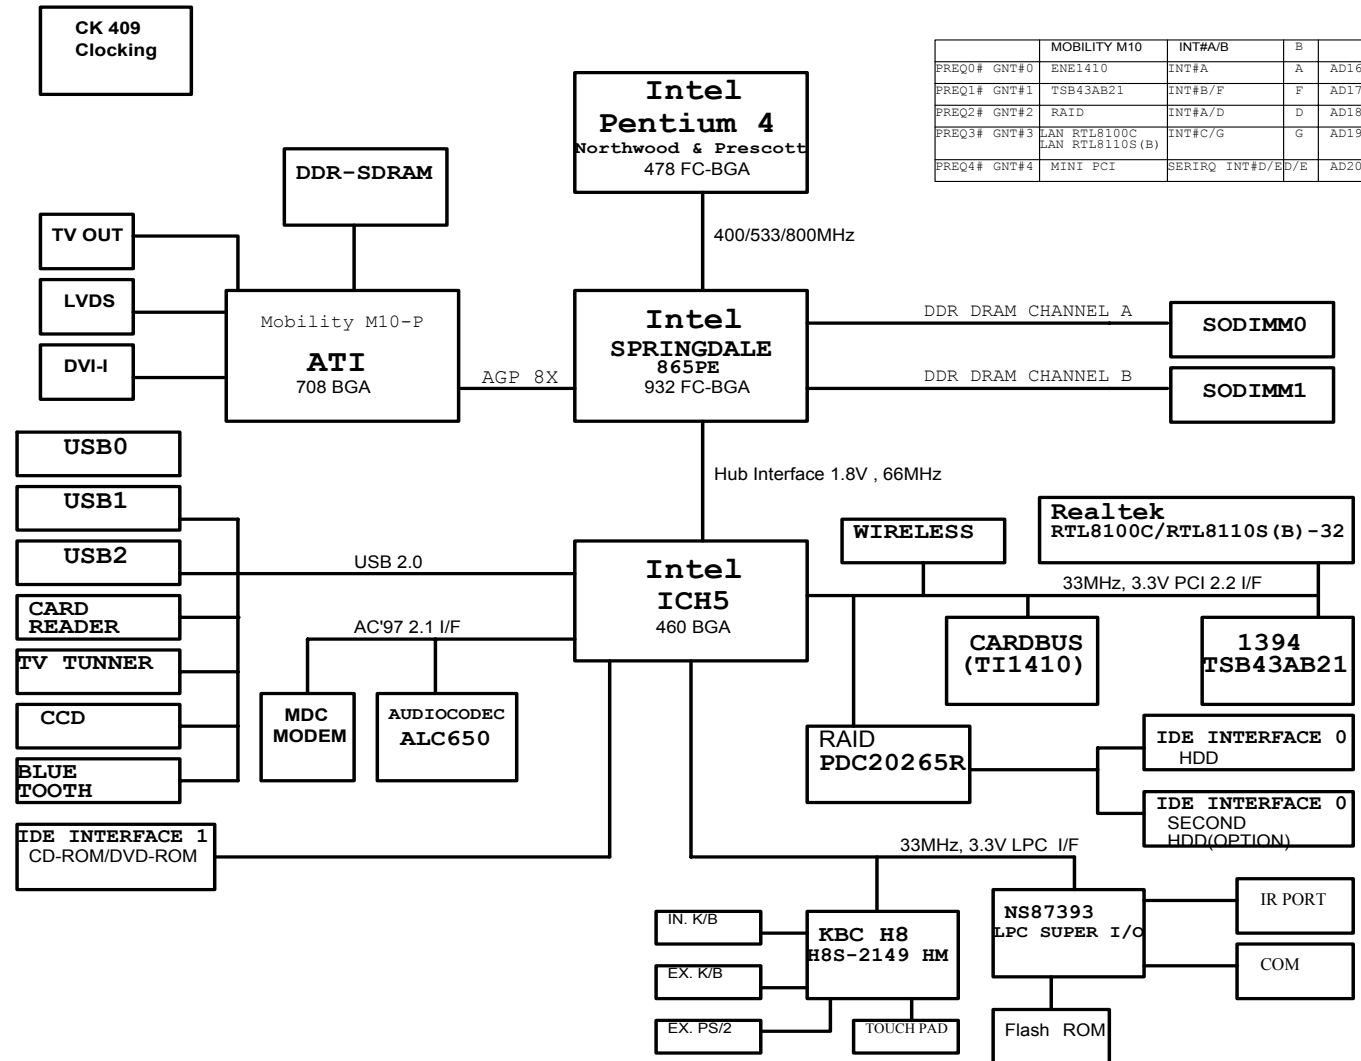 CK 409
Clocking
MOBILITY M10 INT#A/B B
PREQ0# GNT#0 ENE1410 INT#A A AD16
PREQ1# GNT#1 TSB43AB21 INT#B/F F AD17
PREQ2# GNT#2 RAID INT#A/D D AD18
PREQ3# GNT#3 LAN RTL8100C INT#C/G G AD19
LAN RTL8110S(B)
PREQ4# GNT#4 MINI PCI SERIRQ INT#D/E D/E AD20
Intel
Pentium 4
Northwood & Prescott
478 FC-BGA
DDR-SDRAM
TV OUT
LVDS
DVI-I
400/533/800MHz
Mobility M10-P
ATI
708 BGA
AGP 8X
Intel
SPRINGDALE
865PE
932 FC-BGA
DDR DRAM CHANNEL A
SODIMM0
DDR DRAM CHANNEL B
SODIMM1
Hub Interface 1.8V , 66MHz
USB0
USB1
USB2
CARD
READER
TV TUNNER
CCD
BLUE
TOOTH
USB 2.0
AC'97 2.1 I/F
Intel
ICH5
460 BGA
WIRELESS
Realtek
RTL8100C/RTL8110S(B)-32
33MHz, 3.3V PCI 2.2 I/F
CARDBUS
(TI1410)
1394
TSB43AB21
MDC
MODEM
AUDIOCODEC
ALC650
RAID
PDC20265R
IDE INTERFACE 0
HDD
IDE INTERFACE 0
SECOND
HDD(OPTION)
IDE INTERFACE 1
CD-ROM/DVD-ROM
33MHz, 3.3V LPC I/F
IN. K/B
EX. K/B
EX. PS/2
KBC H8
H8S-2149 HM
TOUCH PAD
NS87393
LPC SUPER I/O
Flash ROM
IR PORT
COM